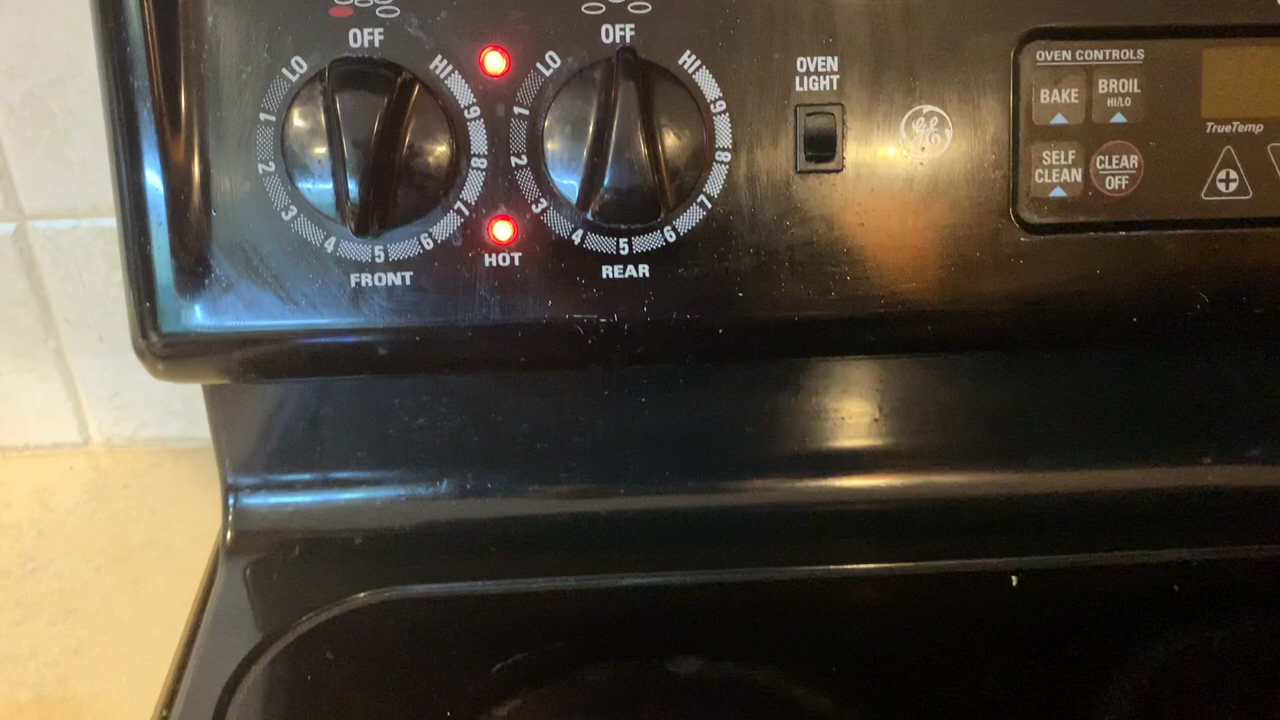 OFF
LO
HI
1
9
2
8
3
7
4
5
6
FRONT
HOT
OFF
LO
HI
1
9
2
8
3
7
4
5
6
REAR
OVEN
LIGHT
GE
OVEN CONTROLS
BAKE
BROIL
HI/LO
SELF
CLEAN
CLEAR
OFF
TrueTemp